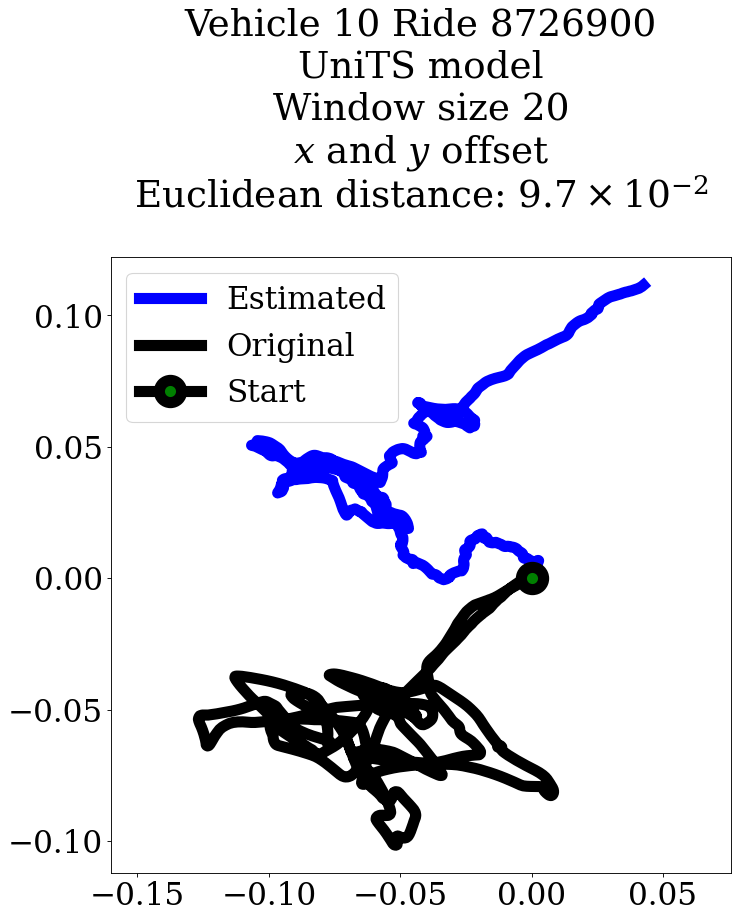 Vehicle 10 Ride 8726900
UniTS model
Window size 20
x and y offset
Euclidean distance: 9.7 × 10⁻²
Estimated
Original
Start
0.10
0.05
0.00
−0.05
−0.10
−0.15 −0.10 −0.05 0.00 0.05